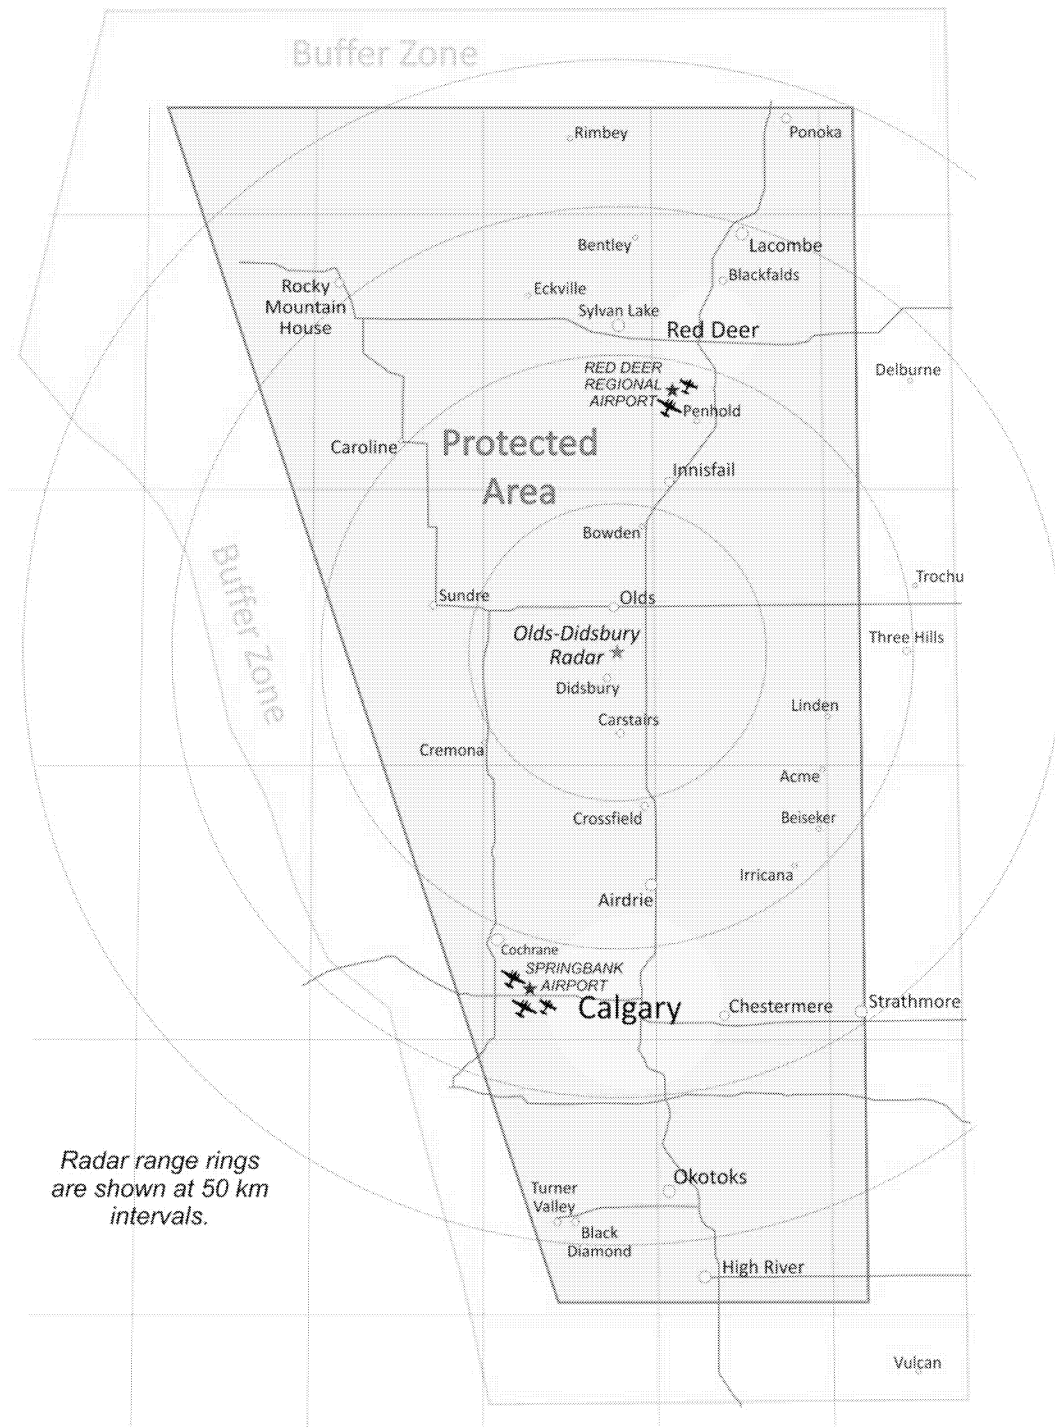 Buffer Zone
Rimbey
Ponoka
Bentley
Lacombe
Blackfalds
Rocky
Mountain
House
Eckville
Sylvan Lake
Red Deer
RED DEER
REGIONAL
AIRPORT
Delburne
Penhold
Caroline
Protected
Area
Innisfail
Bowden
Buffer Zone
Trochu
Sundre
Olds
Olds-Didsbury
Radar
Three Hills
Didsbury
Linden
Carstairs
Cremona
Acme
Crossfield
Beiseker
Irricana
Airdrie
Cochrane
SPRINGBANK
AIRPORT
Calgary
Chestermere
Strathmore
Radar range rings
are shown at 50 km
intervals.
Okotoks
Turner
Valley
Black
Diamond
High River
Vulcan